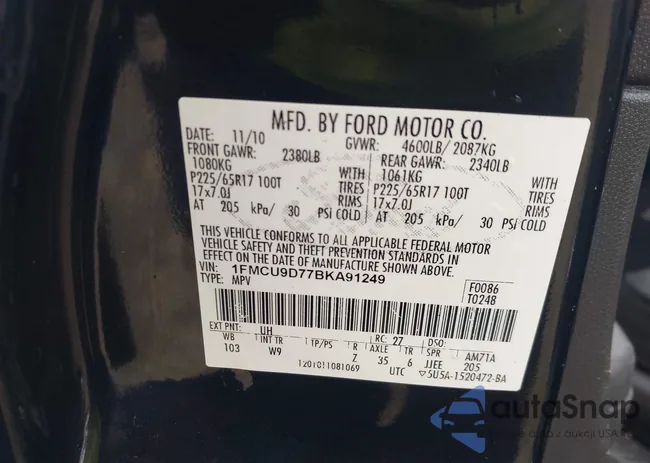 MFD. BY FORD MOTOR CO.
DATE: 11/10 GVWR: 4600LB/ 2087KG
FRONT GAWR: 2380LB REAR GAWR: 2340LB
1080KG WITH 1061KG WITH
P225/65R17 100T TIRES P225/65R17 100T TIRES
17x7.0J RIMS 17x7.0J RIMS
AT 205 kPa/ 30 PSi COLD AT 205 kPa/ 30 PSi COLD
THIS VEHICLE CONFORMS TO ALL APPLICABLE FEDERAL MOTOR
VEHICLE SAFETY AND THEFT PREVENTION STANDARDS IN
EFFECT ON THE DATE OF MANUFACTURE SHOWN ABOVE.
VIN: 1FMCU9D77BKA91249 F0086
TYPE: MPV T0248
EXT PNT: UH RC: 27 DSO:
WB INT TR TP/PS R AXLE TR SPR AM71A
103 W9 Z 35 6 JJEE 205
UTC ▽5U5A-1520472-BA
autoSnap